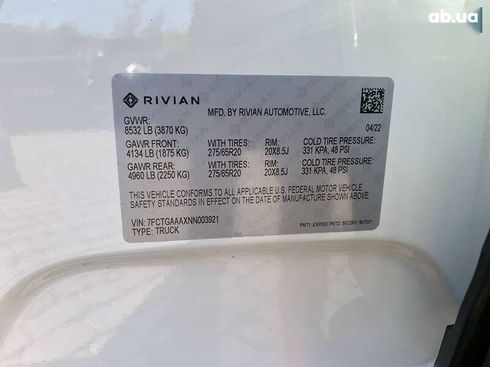 ab.ua
RIVIAN
MFD. BY RIVIAN AUTOMOTIVE, LLC.
GVWR:
8532 LB (3870 KG)
04/22
GAWR FRONT: WITH TIRES: RIM: COLD TIRE PRESSURE:
4134 LB (1875 KG) 275/65R20 20X8.5J 331 KPA, 48 PSI
GAWR REAR: WITH TIRES: RIM: COLD TIRE PRESSURE:
4960 LB (2250 KG) 275/65R20 20X8.5J 331 KPA, 48 PSI
THIS VEHICLE CONFORMS TO ALL APPLICABLE U.S. FEDERAL MOTOR VEHICLE
SAFETY STANDARDS IN EFFECT ON THE DATE OF MANUFACTURE SHOWN ABOVE.
VIN: 7FCTGAAAXNN003921
TYPE: TRUCK
PNT1: EXP003 PNT2: